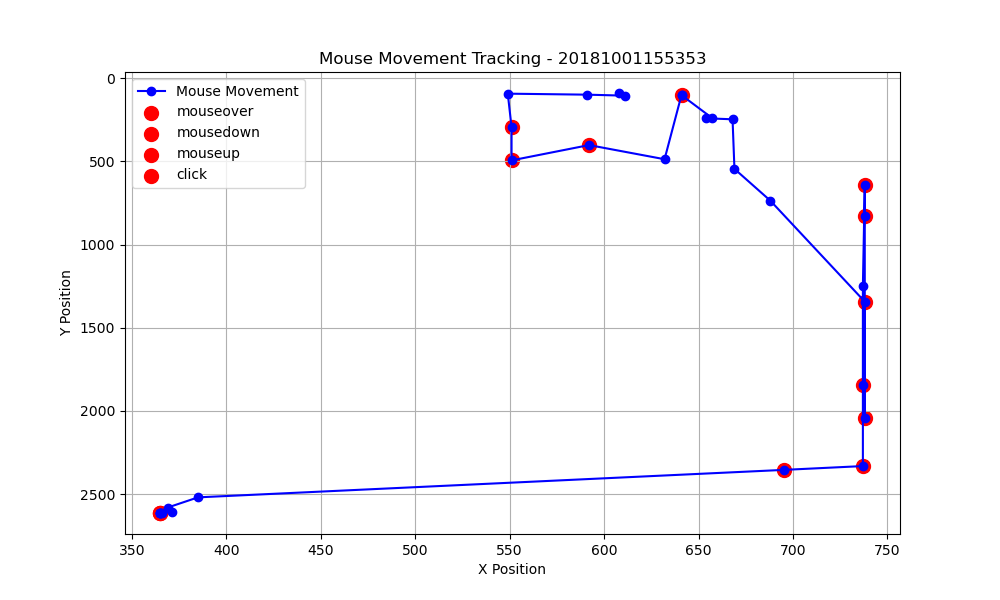 Mouse Movement Tracking - 20181001155353
Mouse Movement
mouseover
mousedown
mouseup
click
0
500
1000
1500
2000
2500
Y Position
350 400 450 500 550 600 650 700 750
X Position